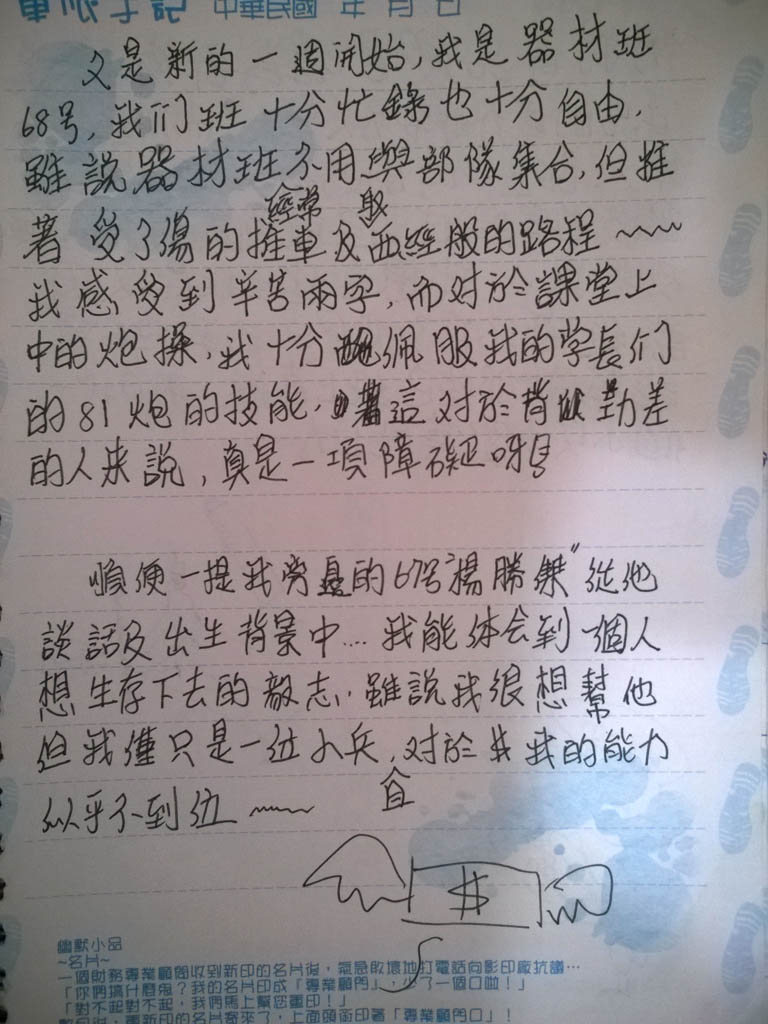 軍旅手記 中華民國 年 月 日
又是新的一週開始,我是器材班
68号,我们班十分忙錄也十分自由,
雖說器材班不用與部隊集合,但推
經常 取
著受了傷的推車及西經般的路程~~~
我感受到辛苦兩字,而对於課堂上
中的炮操,我十分佩服我的学長们
的81炮的技能,這对於背 勤差
的人来說,真是一項障礙呀!
順便一提我旁邊的67号"楊勝傑"從他
談話及出生背景中....我能体会到一個人
想生存下去的毅志,雖說我很想幫他
但我僅只是一位小兵,对於$我的能力
似乎不到位~~~
$
幽默小品
~名片~
一個財務專業顧問收到新印的名片後,氣急敗壞地打電話向影印廠抗議…
「你們搞什麼鬼?我的名片印成「專業顧門」,少了一個口啦!」
「對不起對不起,我們馬上幫您重印!」
重新印的名片寄來了,上面頭銜印著「專業顧門口」!